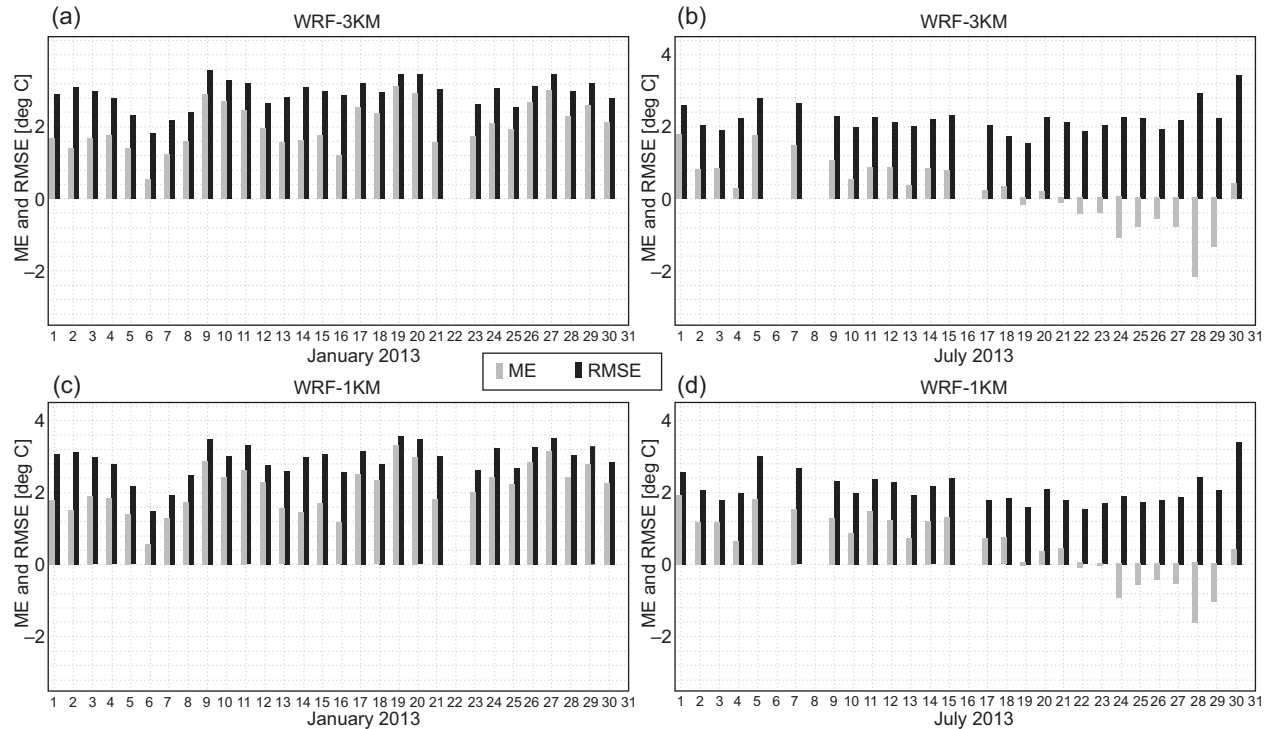 (a) WRF-3KM
ME and RMSE [deg C]
2
0
–2
1 2 3 4 5 6 7 8 9 10 11 12 13 14 15 16 17 18 19 20 21 22 23 24 25 26 27 28 29 30 31
January 2013
(b) WRF-3KM
ME and RMSE [deg C]
4
2
0
–2
1 2 3 4 5 6 7 8 9 10 11 12 13 14 15 16 17 18 19 20 21 22 23 24 25 26 27 28 29 30 31
July 2013
ME RMSE
(c) WRF-1KM
ME and RMSE [deg C]
4
2
0
–2
1 2 3 4 5 6 7 8 9 10 11 12 13 14 15 16 17 18 19 20 21 22 23 24 25 26 27 28 29 30 31
January 2013
(d) WRF-1KM
ME and RMSE [deg C]
4
2
0
–2
1 2 3 4 5 6 7 8 9 10 11 12 13 14 15 16 17 18 19 20 21 22 23 24 25 26 27 28 29 30 31
July 2013